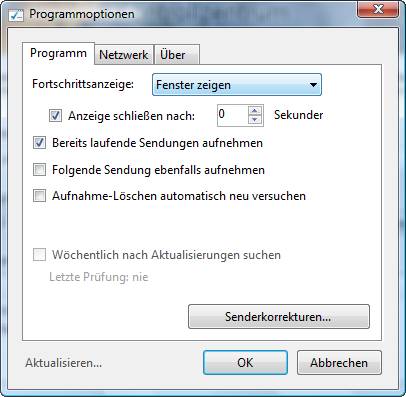 Programmoptionen
Programm Netzwerk Über
Fortschrittsanzeige: Fenster zeigen
Anzeige schließen nach: 0 Sekunder
Bereits laufende Sendungen aufnehmen
Folgende Sendung ebenfalls aufnehmen
Aufnahme-Löschen automatisch neu versuchen
Wöchentlich nach Aktualisierungen suchen
Letzte Prüfung: nie
Senderkorrekturen...
Aktualisieren... OK Abbrechen